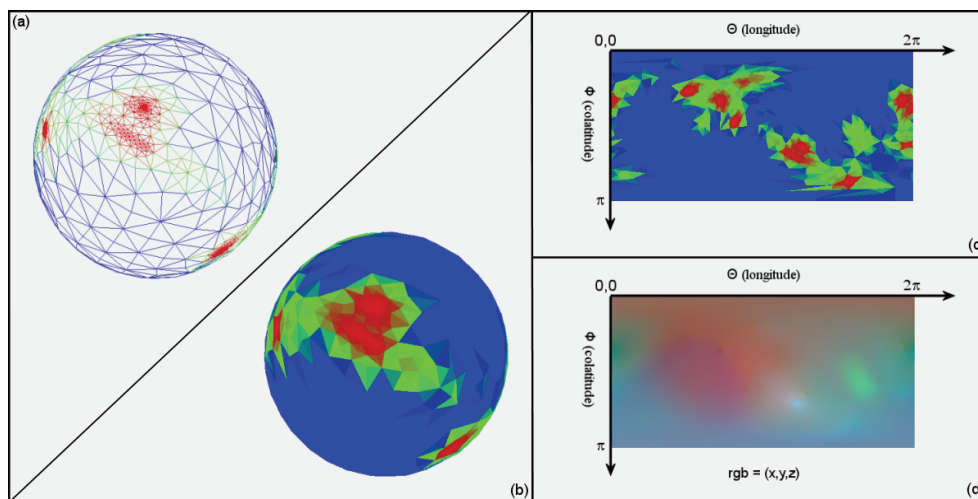 (a)
(b)
Θ (longitude)
0,0
2π
Φ (colatitude)
π
(c
Θ (longitude)
0,0
2π
Φ (colatitude)
π
rgb = (x,y,z)
(d